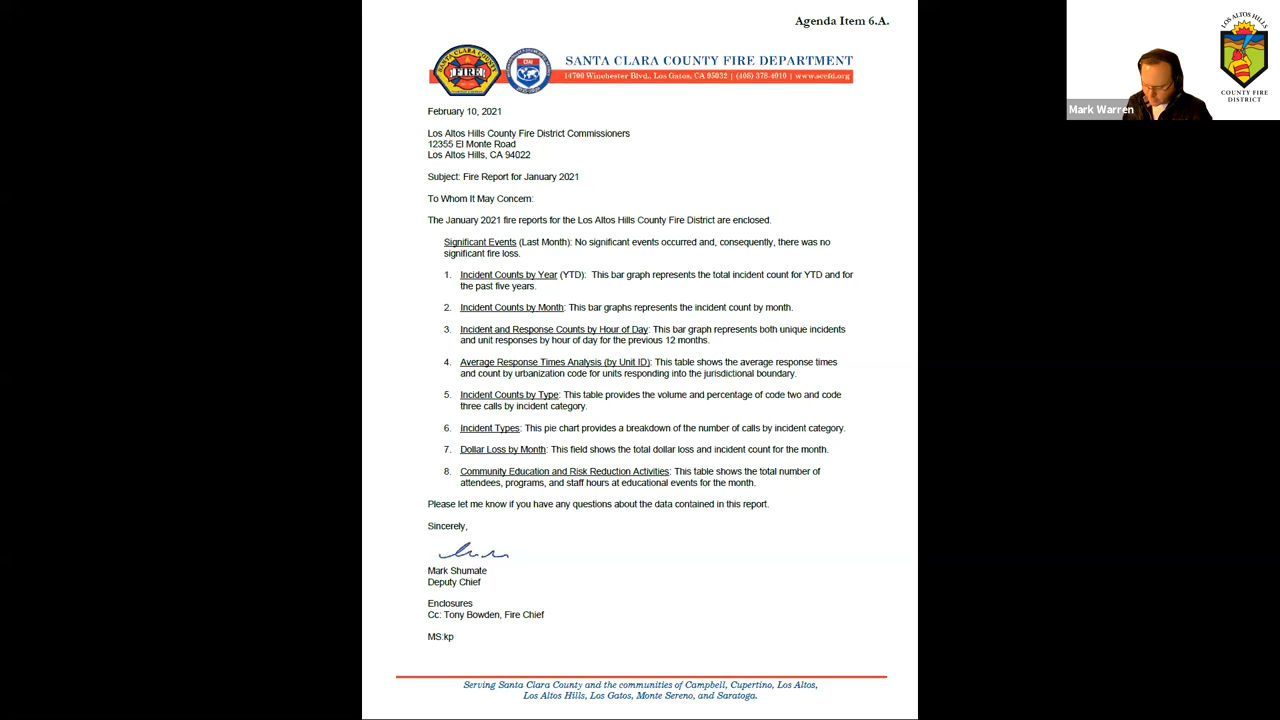 Agenda Item 6.A.
SANTA CLARA COUNTY FIRE DEPARTMENT
14700 Winchester Blvd., Los Gatos, CA 95032 | (408) 378-4010 | www.sccfd.org
SANTA CLARA COUNTY
FIRE
February 10, 2021
Los Altos Hills County Fire District Commissioners
12355 El Monte Road
Los Altos Hills, CA 94022
Subject: Fire Report for January 2021
To Whom It May Concern:
The January 2021 fire reports for the Los Altos Hills County Fire District are enclosed.
Significant Events (Last Month): No significant events occurred and, consequently, there was no
significant fire loss.
1. Incident Counts by Year (YTD): This bar graph represents the total incident count for YTD and for
the past five years.
2. Incident Counts by Month: This bar graphs represents the incident count by month.
3. Incident and Response Counts by Hour of Day: This bar graph represents both unique incidents
and unit responses by hour of day for the previous 12 months.
4. Average Response Times Analysis (by Unit ID): This table shows the average response times
and count by urbanization code for units responding into the jurisdictional boundary.
5. Incident Counts by Type: This table provides the volume and percentage of code two and code
three calls by incident category.
6. Incident Types: This pie chart provides a breakdown of the number of calls by incident category.
7. Dollar Loss by Month: This field shows the total dollar loss and incident count for the month.
8. Community Education and Risk Reduction Activities: This table shows the total number of
attendees, programs, and staff hours at educational events for the month.
Please let me know if you have any questions about the data contained in this report.
Sincerely,
Mark Shumate
Deputy Chief
Enclosures
Cc: Tony Bowden, Fire Chief
MS:kp
Serving Santa Clara County and the communities of Campbell, Cupertino, Los Altos,
Los Altos Hills, Los Gatos, Monte Sereno, and Saratoga.
Mark Warren
LOS ALTOS HILLS
COUNTY FIRE
DISTRICT